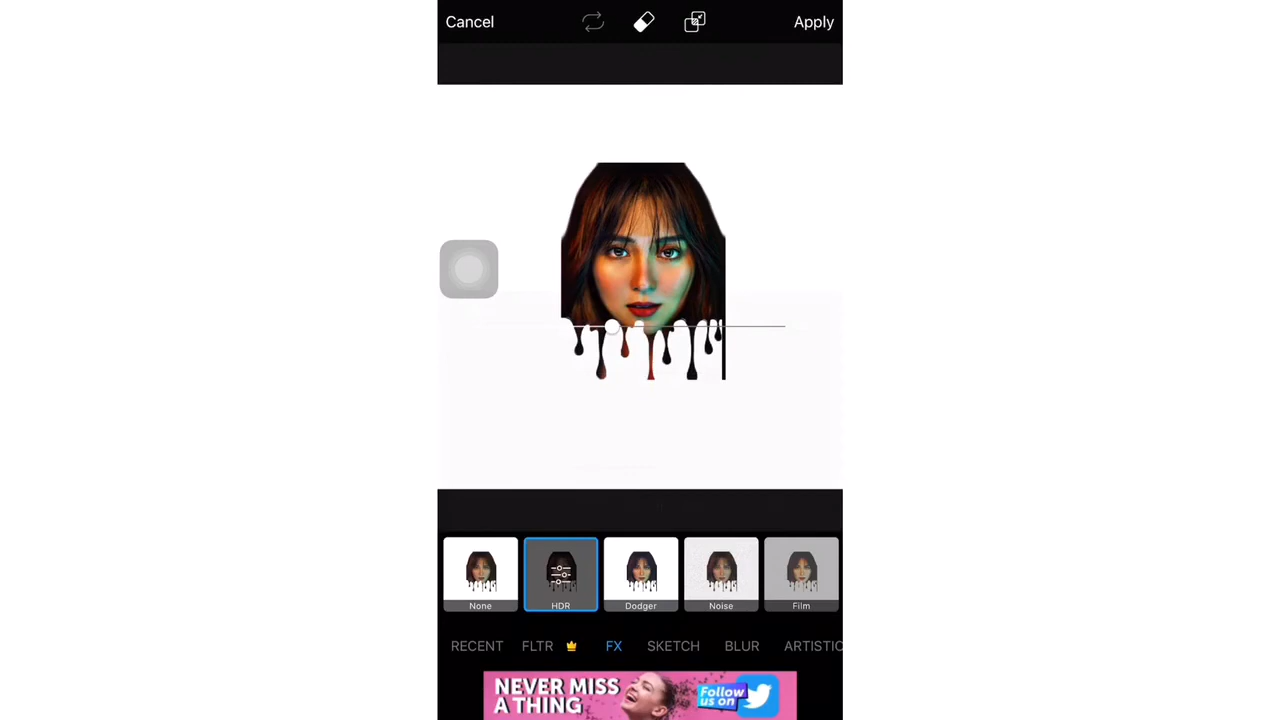 Cancel
Apply
None
HDR
Dodger
Noise
Film
RECENT
FLTR
FX
SKETCH
BLUR
ARTISTIC
NEVER MISS
A THING
Follow
us on